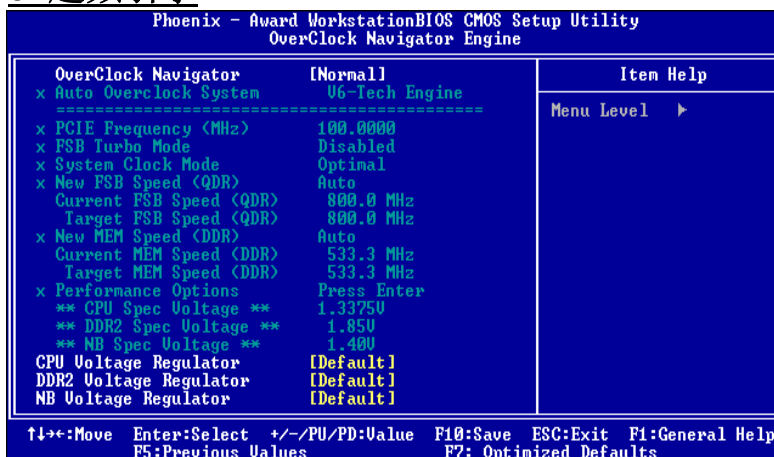 Phoenix - Award WorkstationBIOS CMOS Setup Utility
OverClock Navigator Engine
OverClock Navigator [Normal]
x Auto Overclock System V6-Tech Engine
===============================================
x PCIE Frequency (MHz) 100.0000
x FSB Turbo Mode Disabled
x System Clock Mode Optimal
x New FSB Speed (QDR) Auto
Current FSB Speed (QDR) 800.0 MHz
Target FSB Speed (QDR) 800.0 MHz
x New MEM Speed (DDR) Auto
Current MEM Speed (DDR) 533.3 MHz
Target MEM Speed (DDR) 533.3 MHz
x Performance Options Press Enter
** CPU Spec Voltage ** 1.3375V
** DDR2 Spec Voltage ** 1.85V
** NB Spec Voltage ** 1.40V
CPU Voltage Regulator [Default]
DDR2 Voltage Regulator [Default]
NB Voltage Regulator [Default]
Item Help
Menu Level ▶
↑↓→←:Move Enter:Select +/-/PU/PD:Value F10:Save ESC:Exit F1:General Help
F5:Previous Values F7: Optimized Defaults